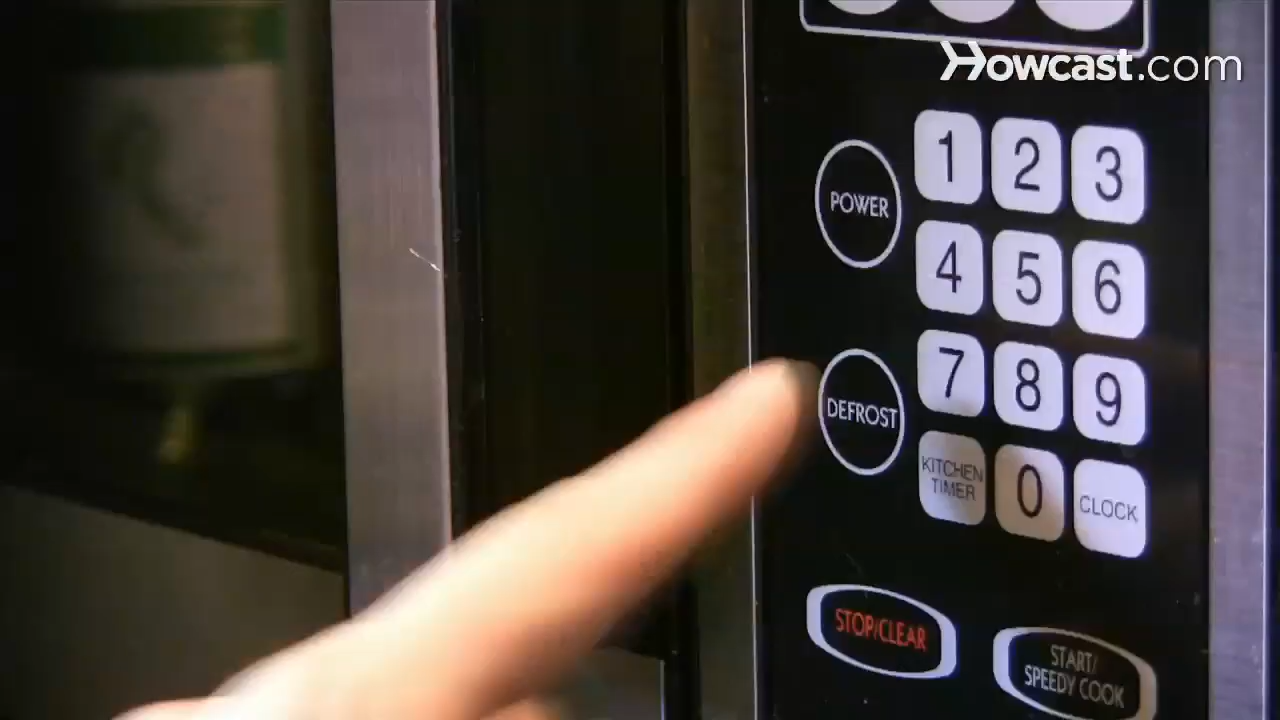 Howcast.com
1 2 3
POWER
4 5 6
7 8 9
DEFROST
KITCHEN
TIMER
0
CLOCK
STOP/CLEAR
START/
SPEEDY COOK